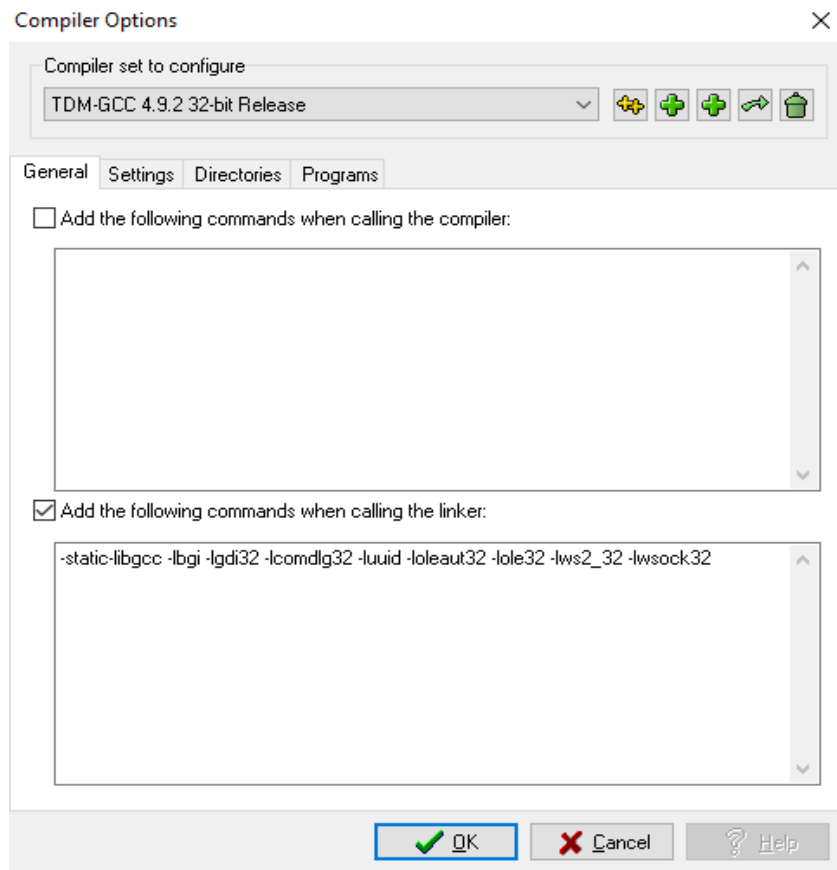 Compiler Options
Compiler set to configure
TDM-GCC 4.9.2 32-bit Release
General Settings Directories Programs
Add the following commands when calling the compiler:
Add the following commands when calling the linker:
-static-libgcc -lbgi -lgdi32 -lcomdlg32 -luuid -loleaut32 -lole32 -lws2_32 -lwsock32
OK Cancel Help